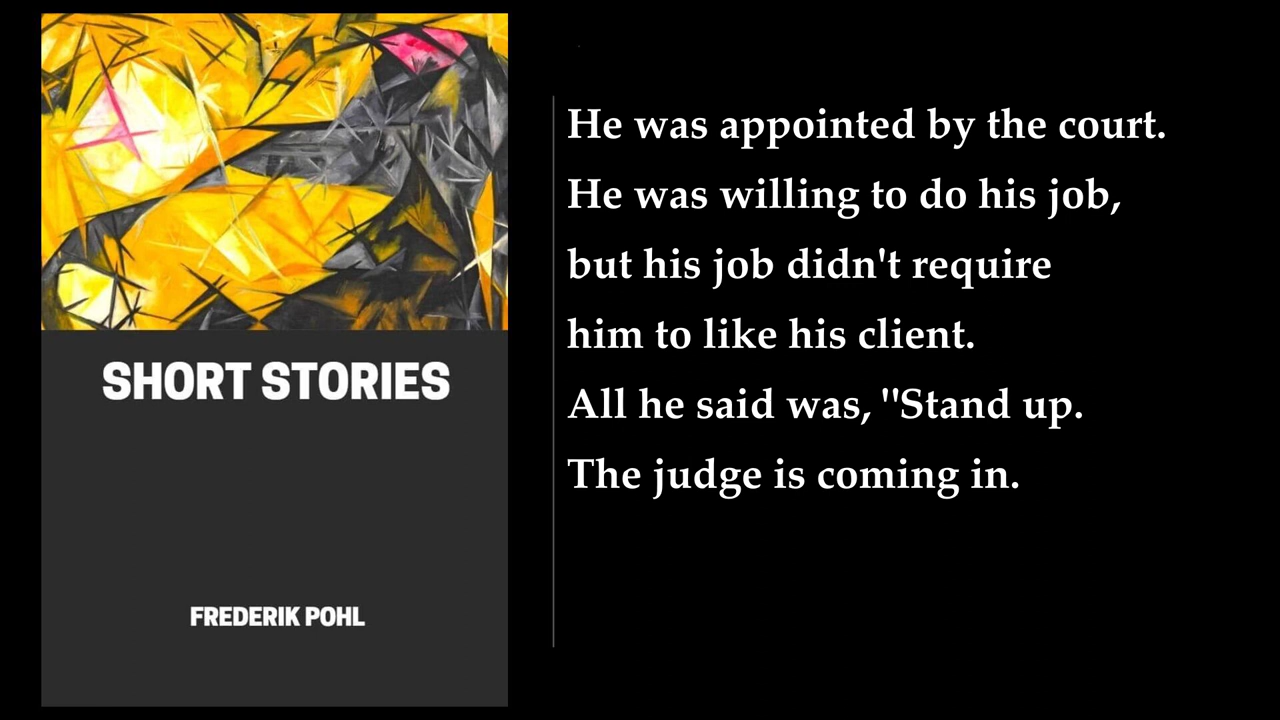 SHORT STORIES
FREDERIK POHL
He was appointed by the court.
He was willing to do his job,
but his job didn't require
him to like his client.
All he said was, "Stand up.
The judge is coming in.